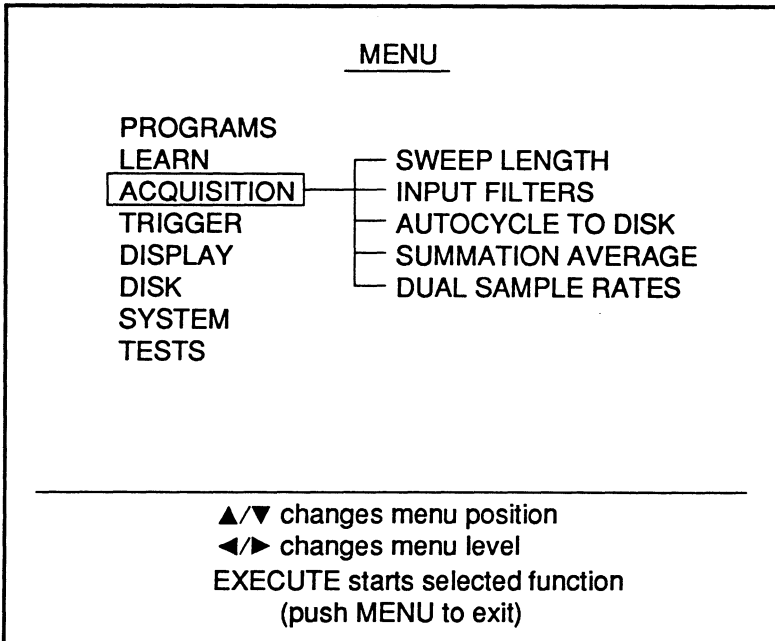 MENU
PROGRAMS
LEARN
ACQUISITION
TRIGGER
DISPLAY
DISK
SYSTEM
TESTS
SWEEP LENGTH
INPUT FILTERS
AUTOCYCLE TO DISK
SUMMATION AVERAGE
DUAL SAMPLE RATES
▲/▼ changes menu position
◄/► changes menu level
EXECUTE starts selected function
(push MENU to exit)